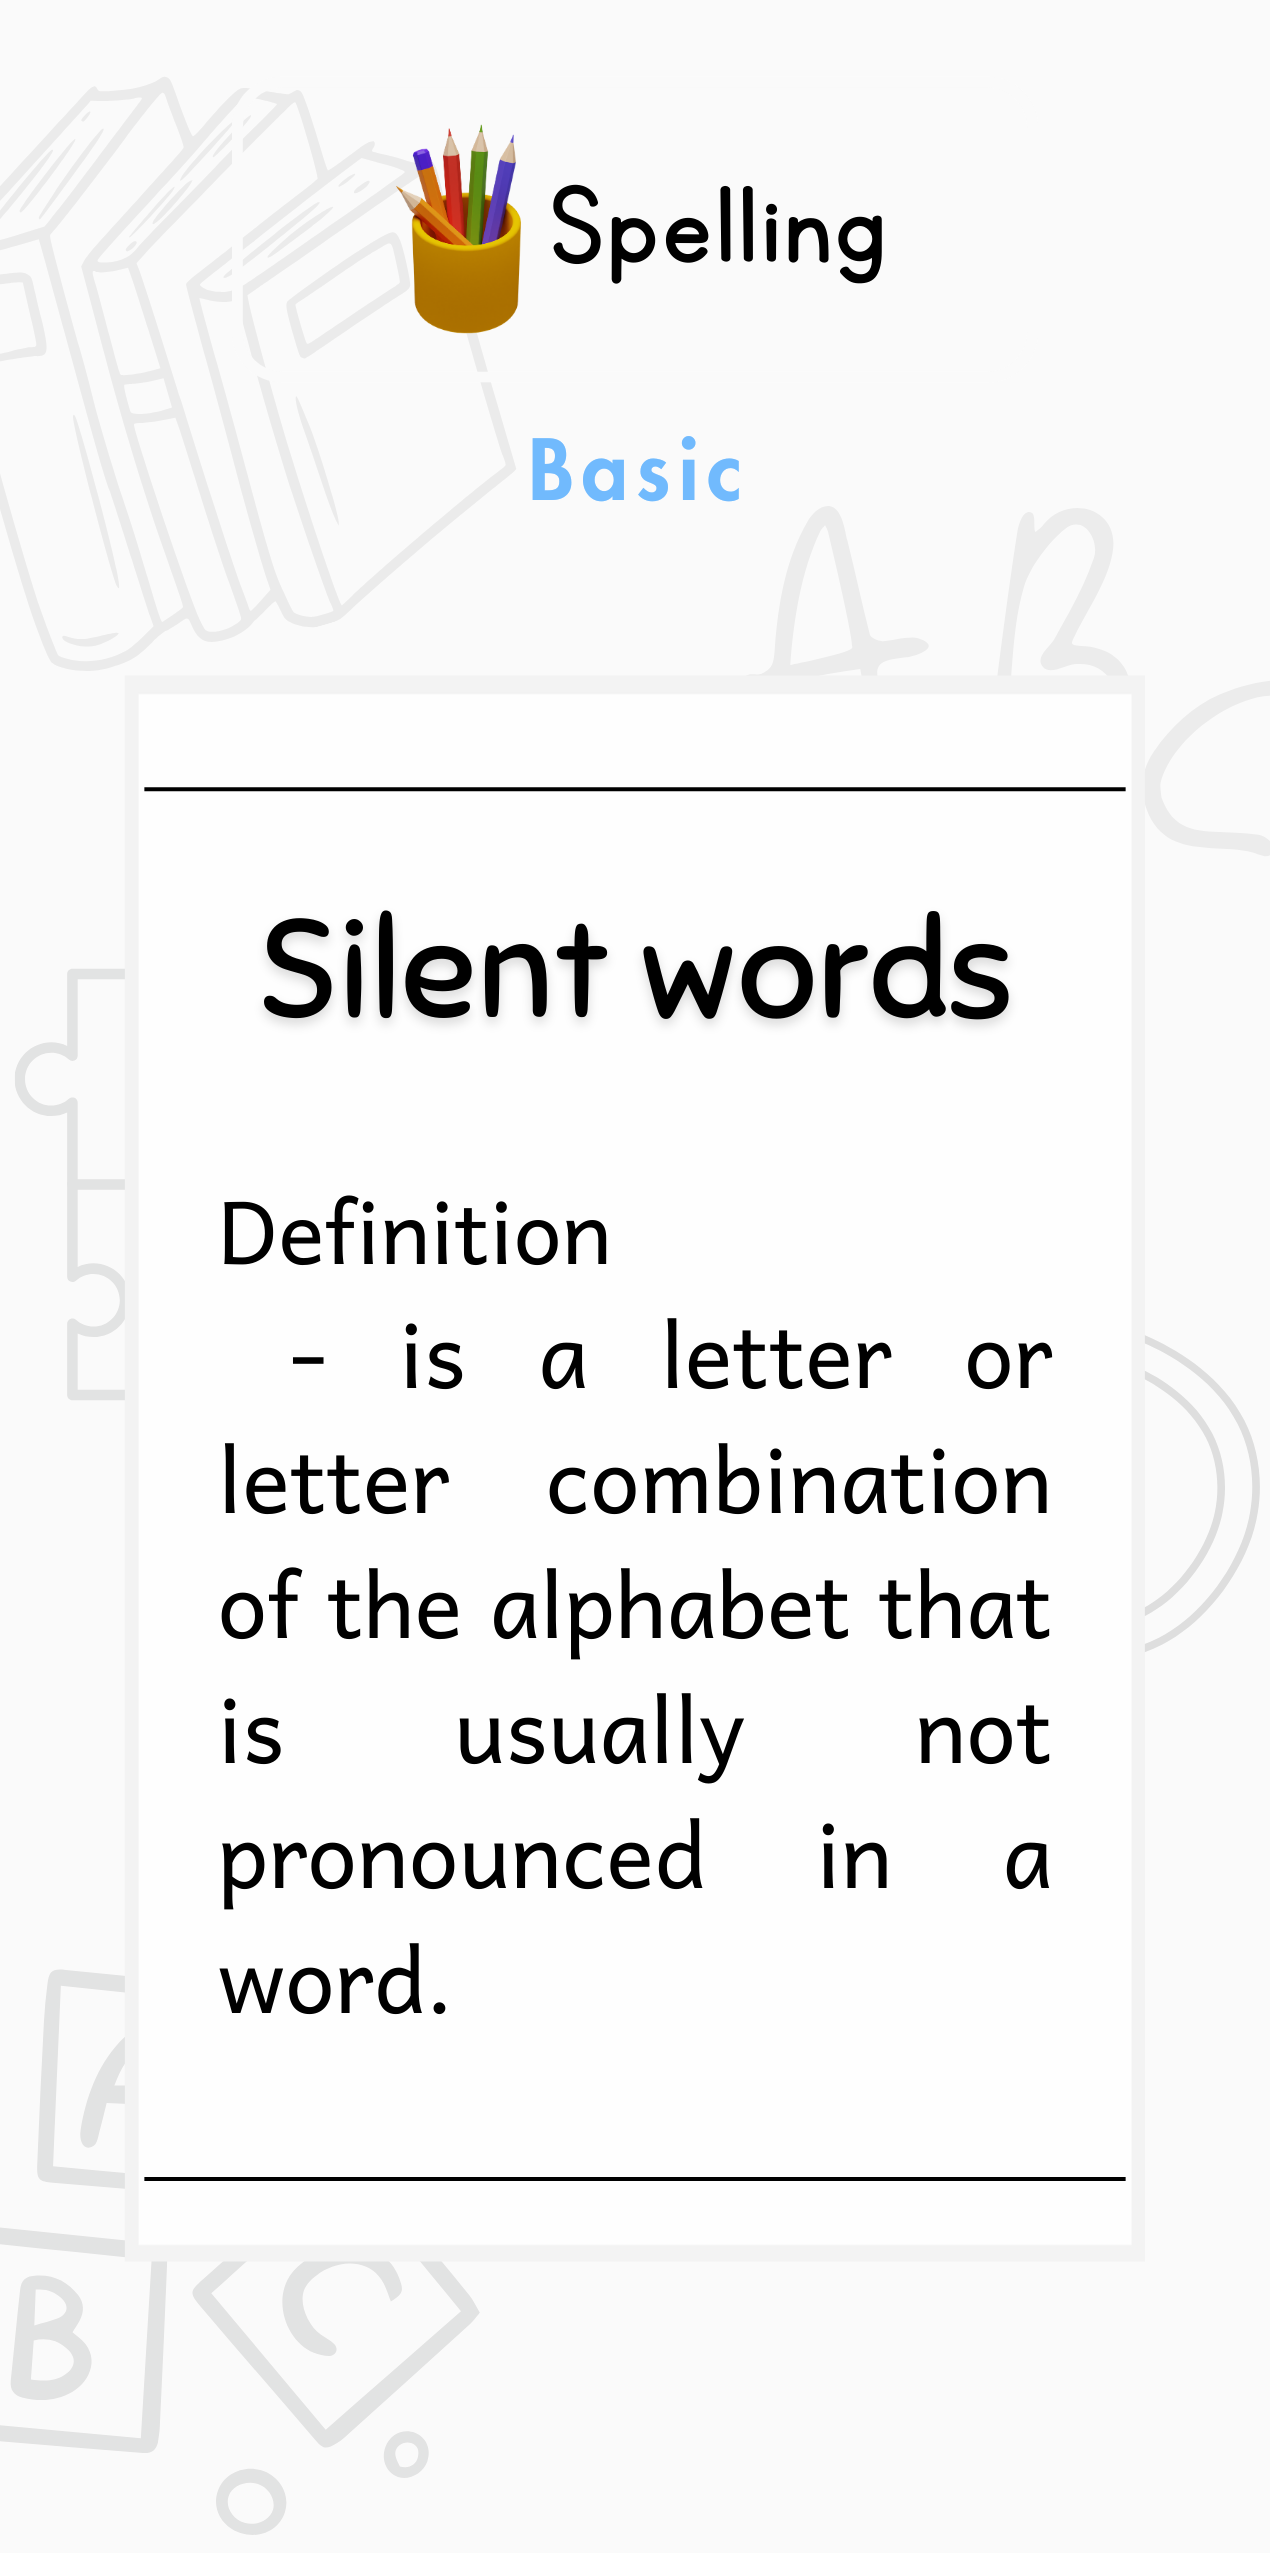 Spelling
Basic
A B
C
Silent words
Definition
- is a letter or
letter combination
of the alphabet that
is usually not
pronounced in a
word.
A
B
C